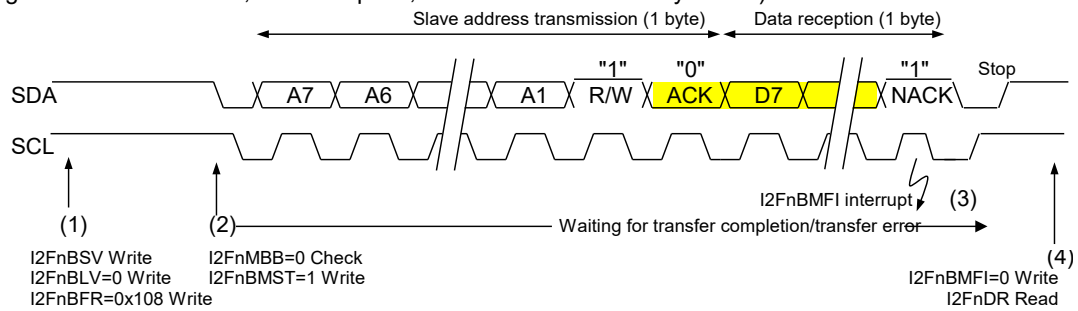 Slave address transmission (1 byte) Data reception (1 byte)
"1" "0" "1" Stop
SDA A7 A6 A1 R/W ACK D7 NACK
SCL
I2FnBMFI interrupt (3)
(1) (2) Waiting for transfer completion/transfer error (4)
I2FnBSV Write I2FnMBB=0 Check
I2FnBLV=0 Write I2FnBMST=1 Write I2FnBMFI=0 Write
I2FnBFR=0x108 Write I2FnDR Read